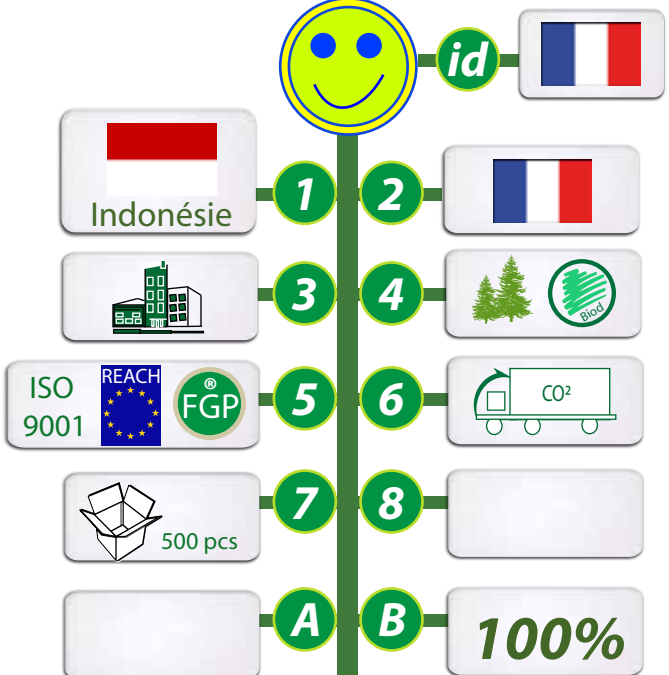 id
1
2
Indonésie
3
4
Biod
ISO
9001
REACH
®
FGP
5
6
CO²
7
8
500 pcs
A
B
100%